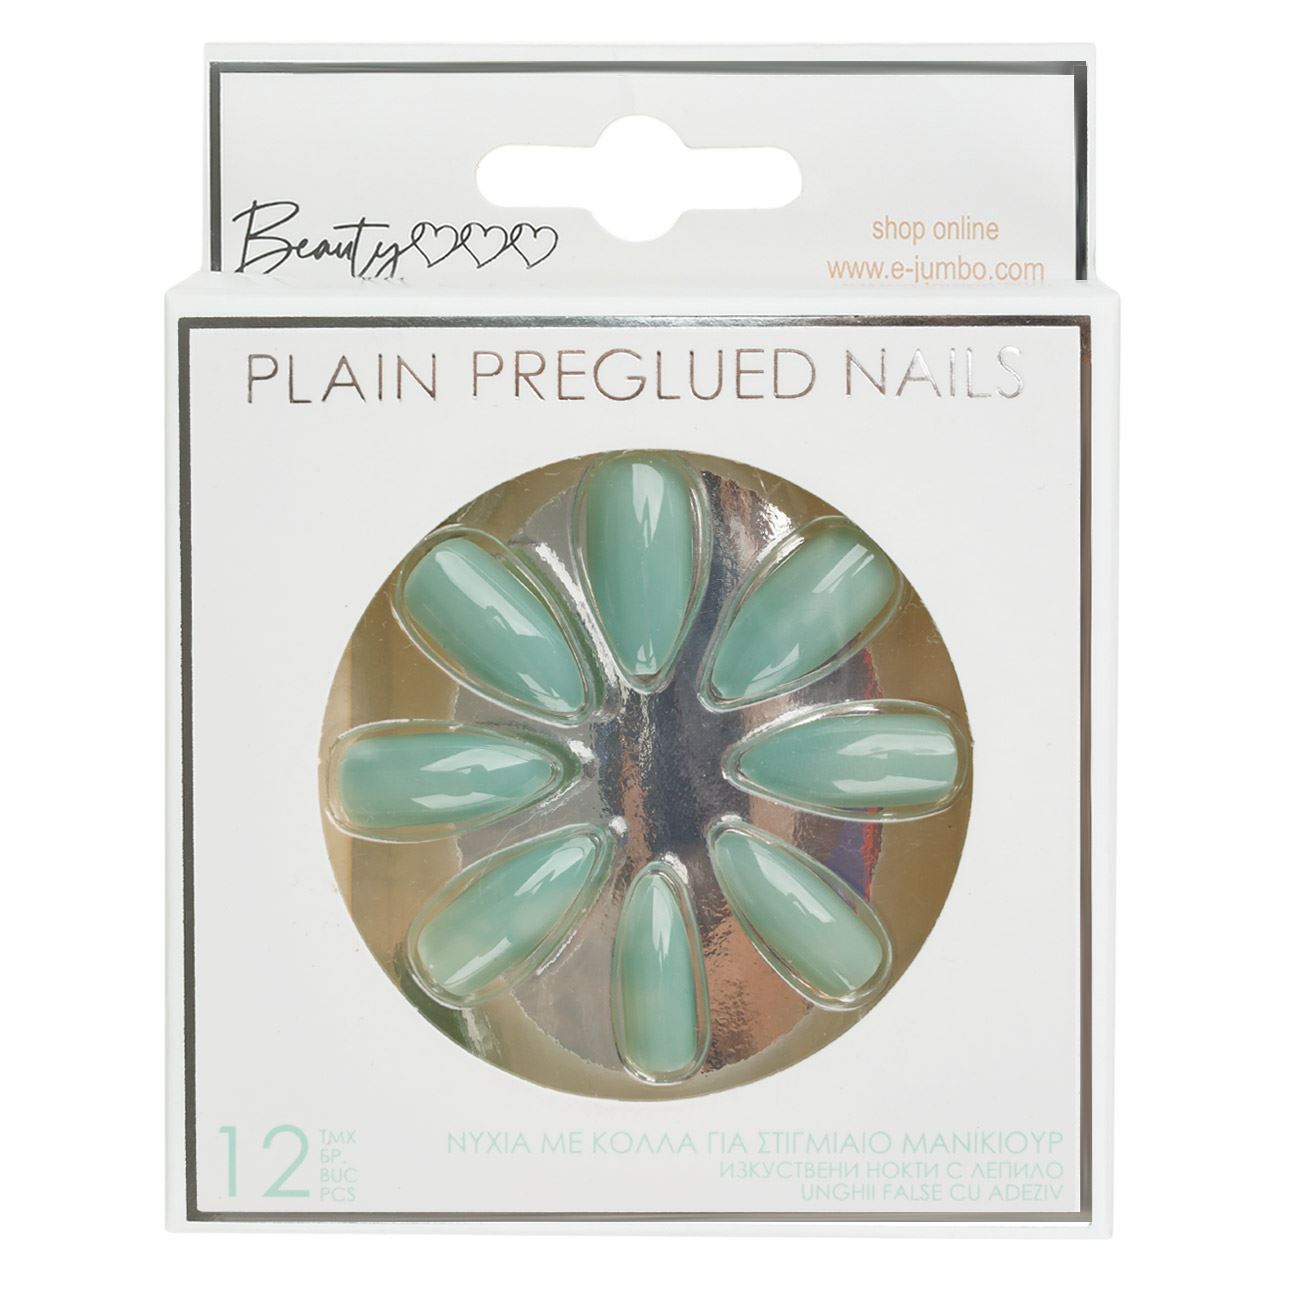 Beauty
shop online
www.e-jumbo.com
PLAIN PREGLUED NAILS
12
ΤΜΧ
БР.
BUC
PCS
ΝΥΧΙΑ ΜΕ ΚΟΛΛΑ ΓΙΑ ΣΤΙΓΜΙΑΙΟ ΜΑΝΙΚΙΟΥΡ
ИЗКУСТВЕНИ НОКТИ С ЛЕПИЛО
UNGHII FALSE CU ADEZIV